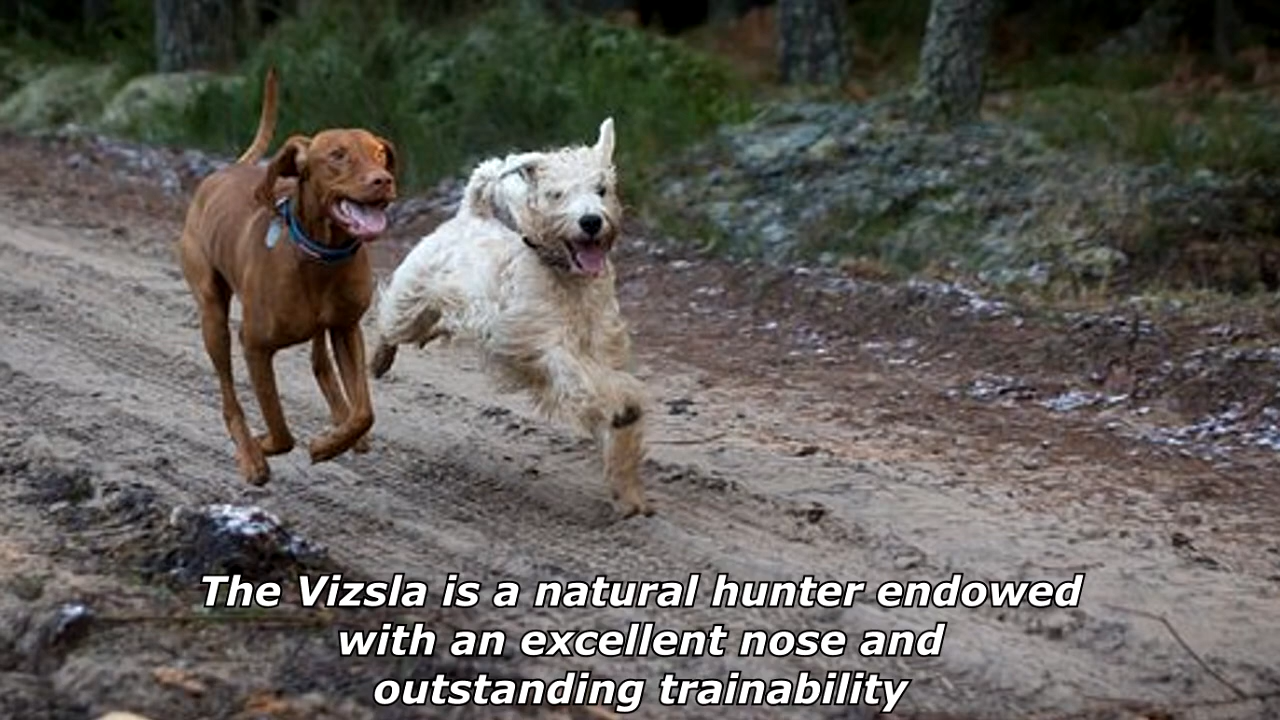 The Vizsla is a natural hunter endowed
with an excellent nose and
outstanding trainability